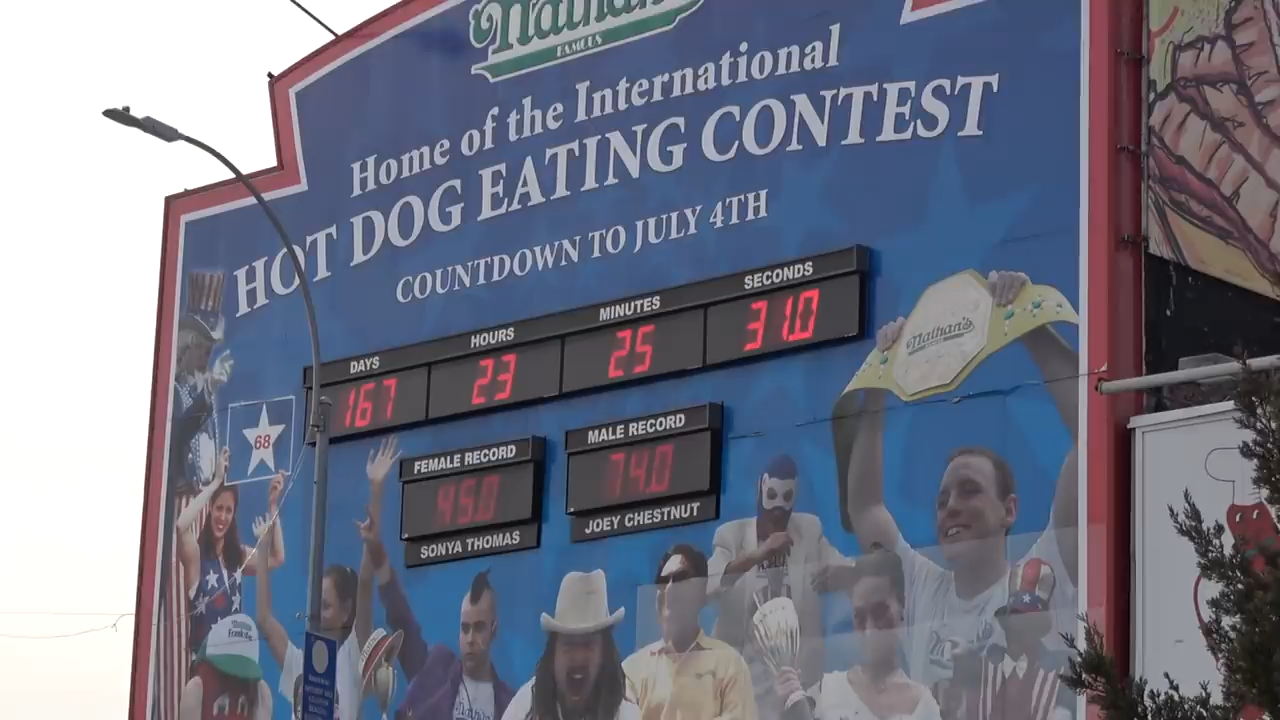 Nathan's
FAMOUS
Home of the International
HOT DOG EATING CONTEST
COUNTDOWN TO JULY 4TH
DAYS HOURS MINUTES SECONDS
167 23 25 31.0
68
FEMALE RECORD
45.0
SONYA THOMAS
MALE RECORD
74.0
JOEY CHESTNUT
Nathan's